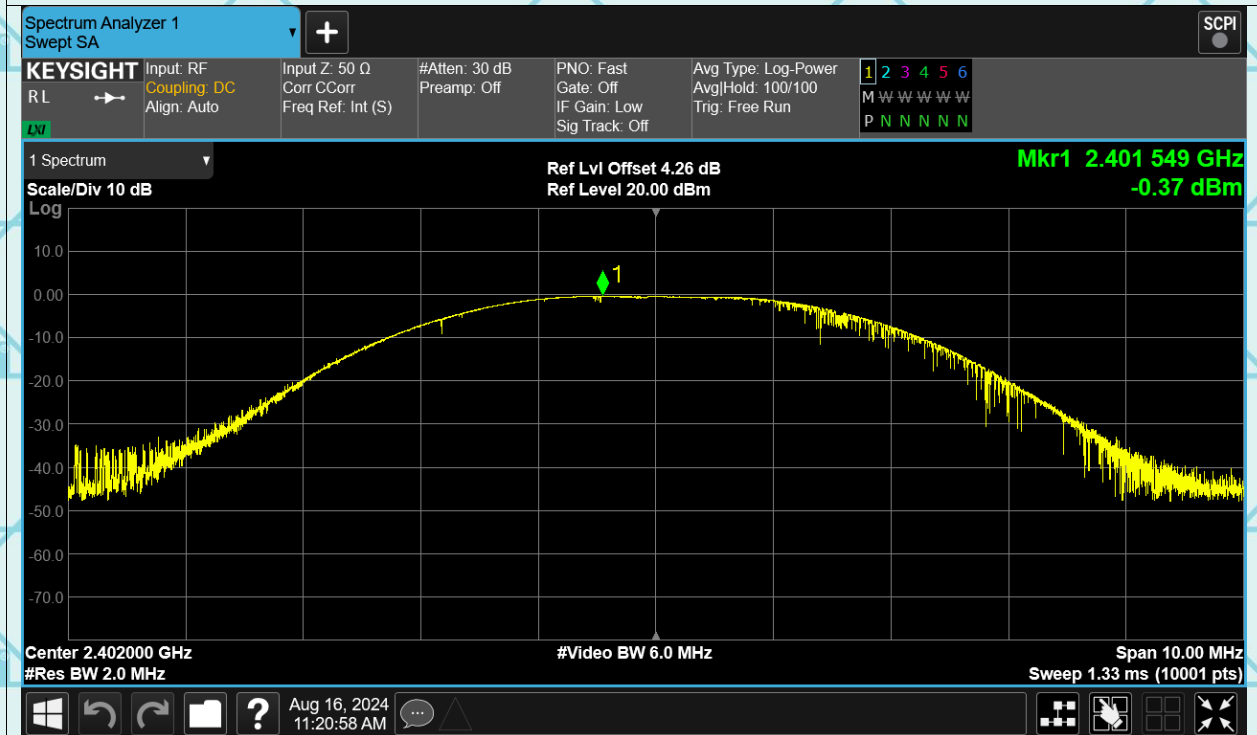 Spectrum Analyzer 1
Swept SA
+
SCPI
KEYSIGHT
RL
LXI
Input: RF
Coupling: DC
Align: Auto
Input Z: 50 Ω
Corr CCorr
Freq Ref: Int (S)
#Atten: 30 dB
Preamp: Off
PNO: Fast
Gate: Off
IF Gain: Low
Sig Track: Off
Avg Type: Log-Power
Avg|Hold: 100/100
Trig: Free Run
1 2 3 4 5 6
M W W W W W
P N N N N N
1 Spectrum
Scale/Div 10 dB
Log
Ref Lvl Offset 4.26 dB
Ref Level 20.00 dBm
Mkr1 2.401 549 GHz
-0.37 dBm
1
10.0
0.00
-10.0
-20.0
-30.0
-40.0
-50.0
-60.0
-70.0
Center 2.402000 GHz
#Res BW 2.0 MHz
#Video BW 6.0 MHz
Span 10.00 MHz
Sweep 1.33 ms (10001 pts)
?
Aug 16, 2024
11:20:58 AM